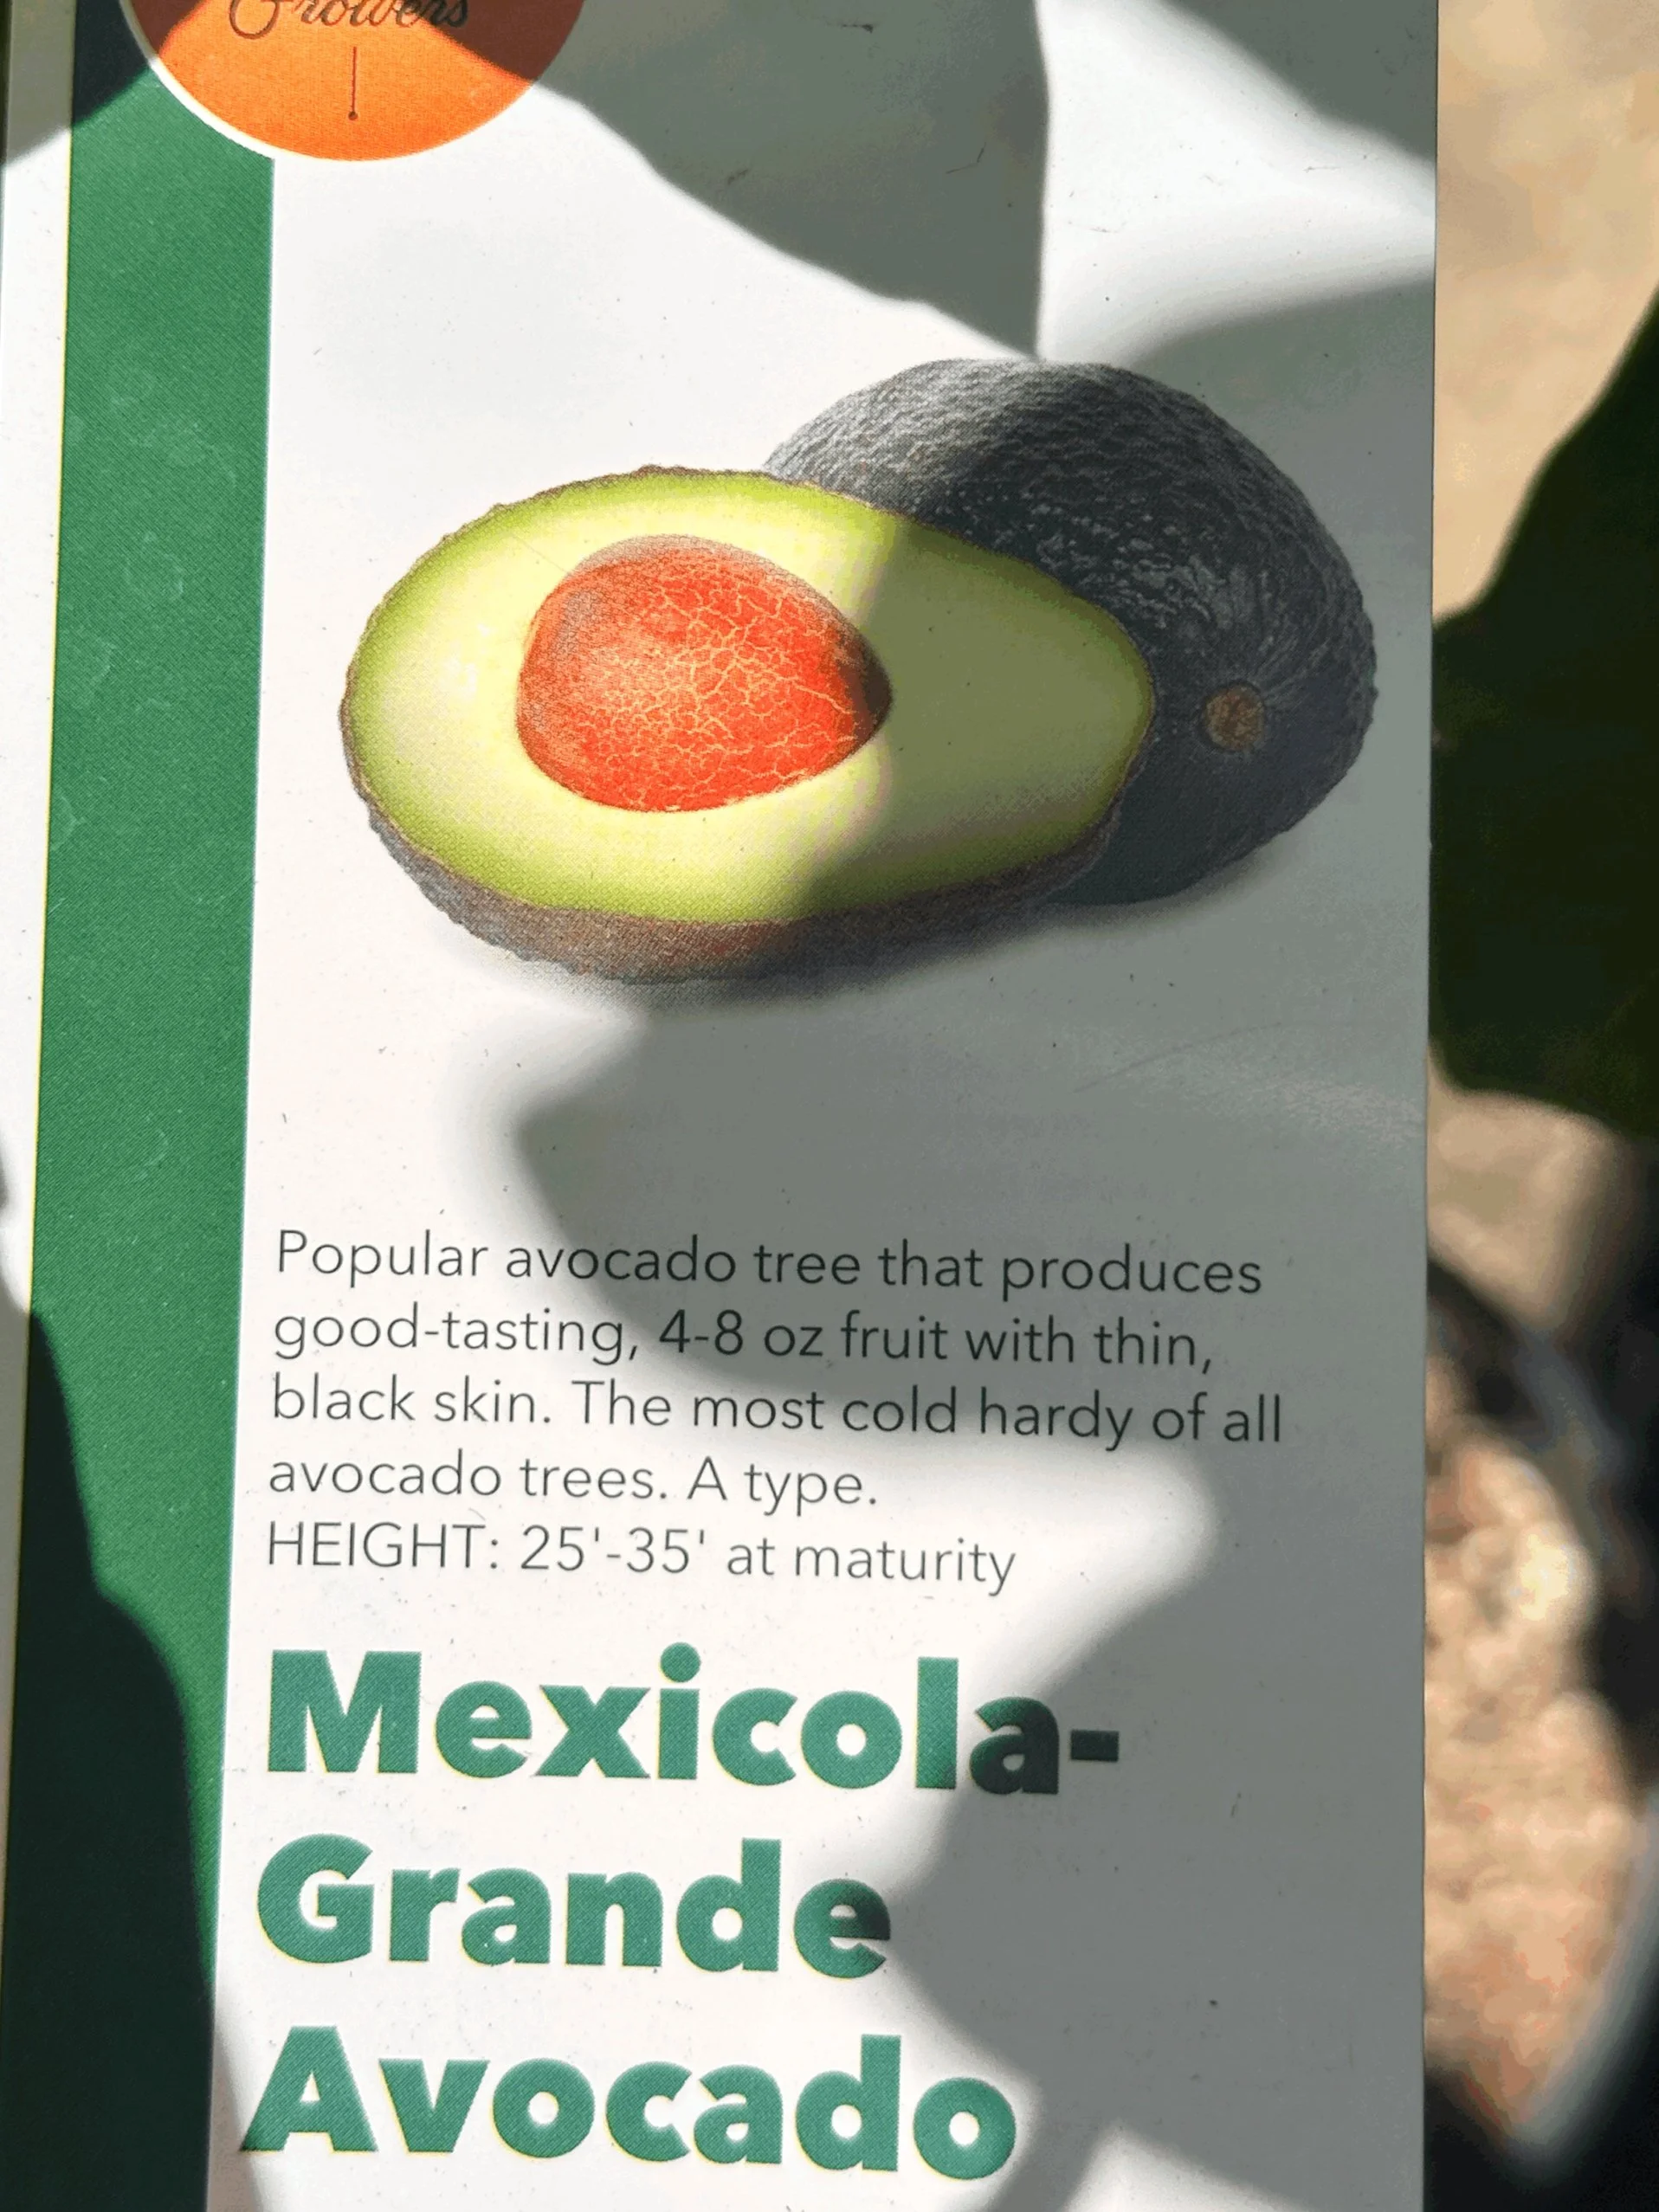 Growers
Popular avocado tree that produces
good-tasting, 4-8 oz fruit with thin,
black skin. The most cold hardy of all
avocado trees. A type.
HEIGHT: 25'-35' at maturity
Mexicola-
Grande
Avocado